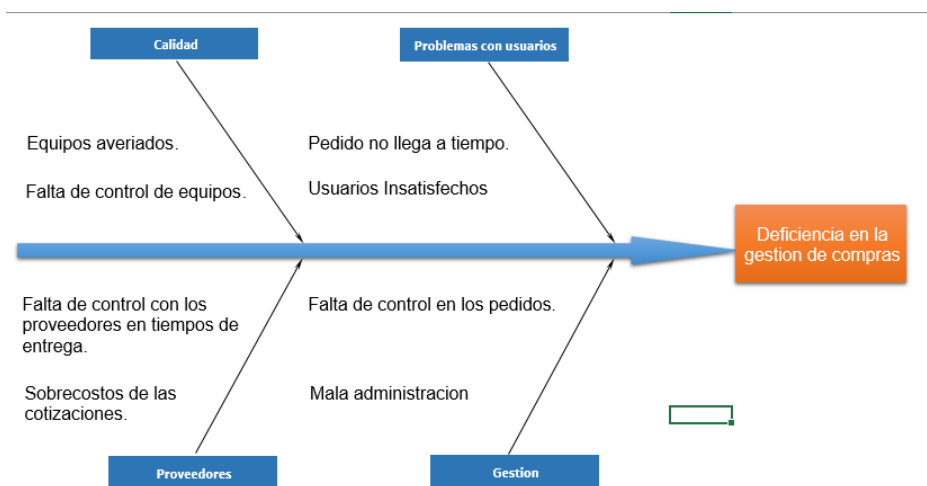 Calidad
Problemas con usuarios
Equipos averiados.
Falta de control de equipos.
Pedido no llega a tiempo.
Usuarios Insatisfechos
Deficiencia en la
gestion de compras
Falta de control con los
proveedores en tiempos de
entrega.
Sobrecostos de las
cotizaciones.
Falta de control en los pedidos.
Mala administracion
Proveedores
Gestion